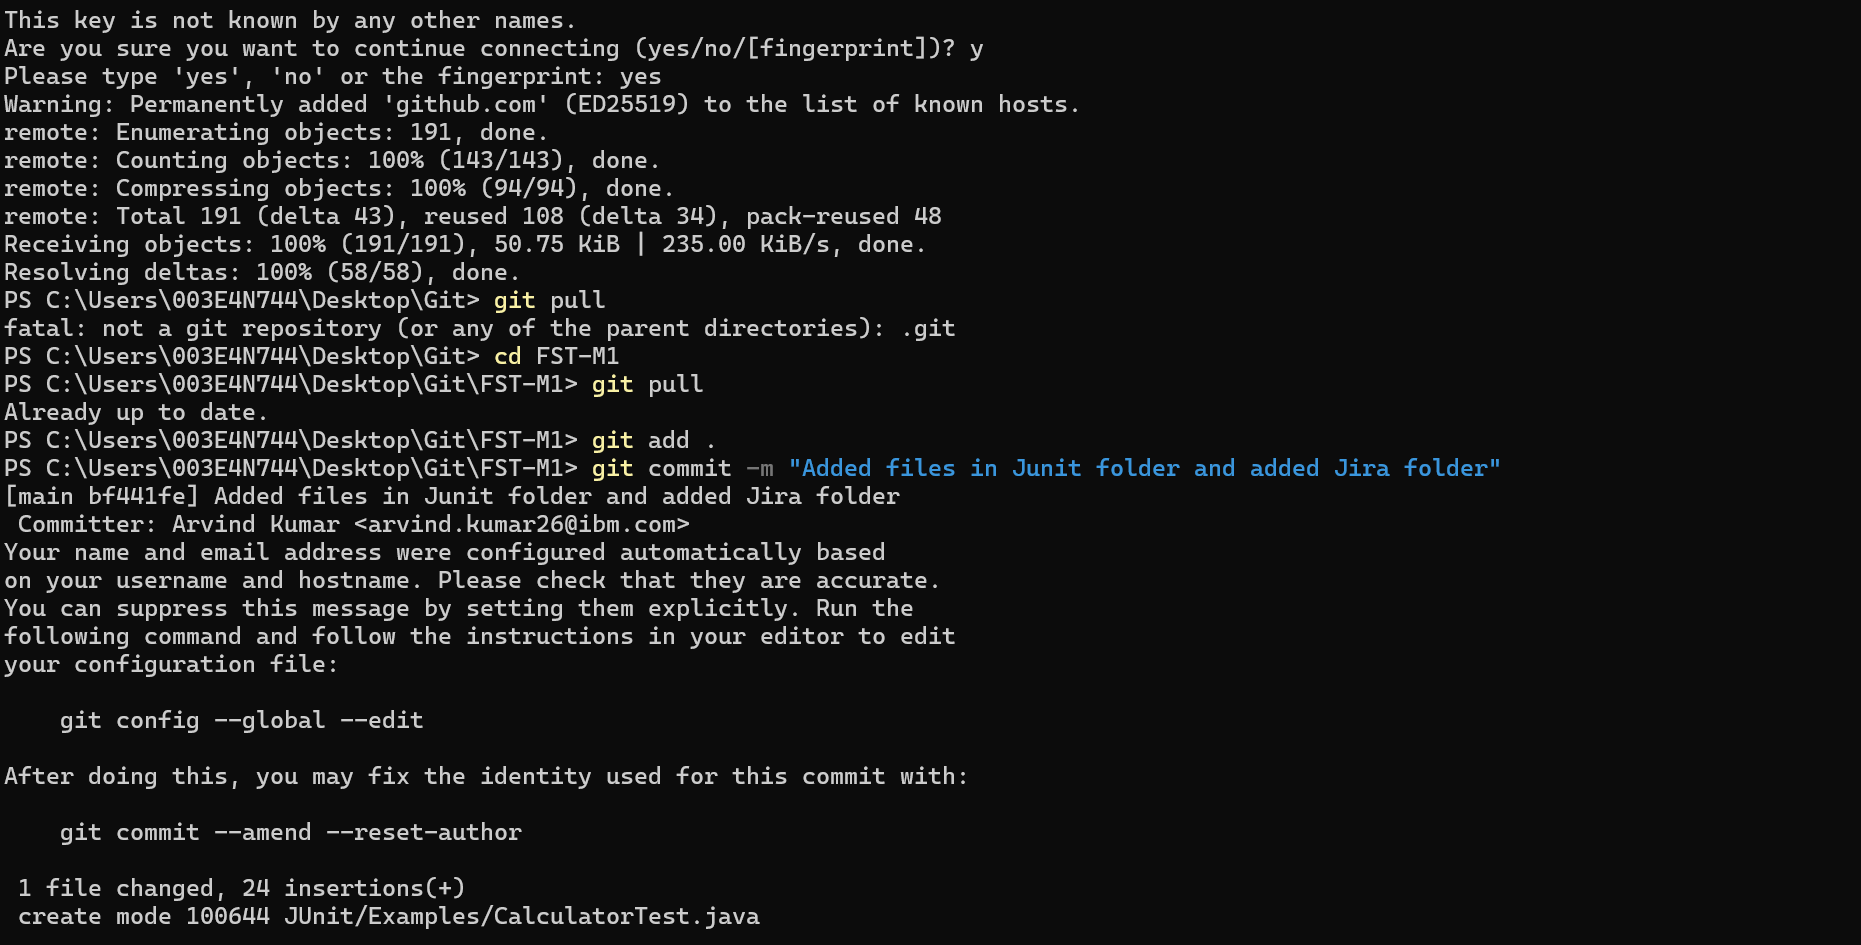 This key is not known by any other names.
Are you sure you want to continue connecting (yes/no/[fingerprint])? y
Please type 'yes', 'no' or the fingerprint: yes
Warning: Permanently added 'github.com' (ED25519) to the list of known hosts.
remote: Enumerating objects: 191, done.
remote: Counting objects: 100% (143/143), done.
remote: Compressing objects: 100% (94/94), done.
remote: Total 191 (delta 43), reused 108 (delta 34), pack-reused 48
Receiving objects: 100% (191/191), 50.75 KiB | 235.00 KiB/s, done.
Resolving deltas: 100% (58/58), done.
PS C:\Users\003E4N744\Desktop\Git> git pull
fatal: not a git repository (or any of the parent directories): .git
PS C:\Users\003E4N744\Desktop\Git> cd FST-M1
PS C:\Users\003E4N744\Desktop\Git\FST-M1> git pull
Already up to date.
PS C:\Users\003E4N744\Desktop\Git\FST-M1> git add .
PS C:\Users\003E4N744\Desktop\Git\FST-M1> git commit -m "Added files in Junit folder and added Jira folder"
[main bf441fe] Added files in Junit folder and added Jira folder
 Committer: Arvind Kumar <arvind.kumar26@ibm.com>
Your name and email address were configured automatically based
on your username and hostname. Please check that they are accurate.
You can suppress this message by setting them explicitly. Run the
following command and follow the instructions in your editor to edit
your configuration file:
    git config --global --edit
After doing this, you may fix the identity used for this commit with:
    git commit --amend --reset-author
 1 file changed, 24 insertions(+)
 create mode 100644 JUnit/Examples/CalculatorTest.java